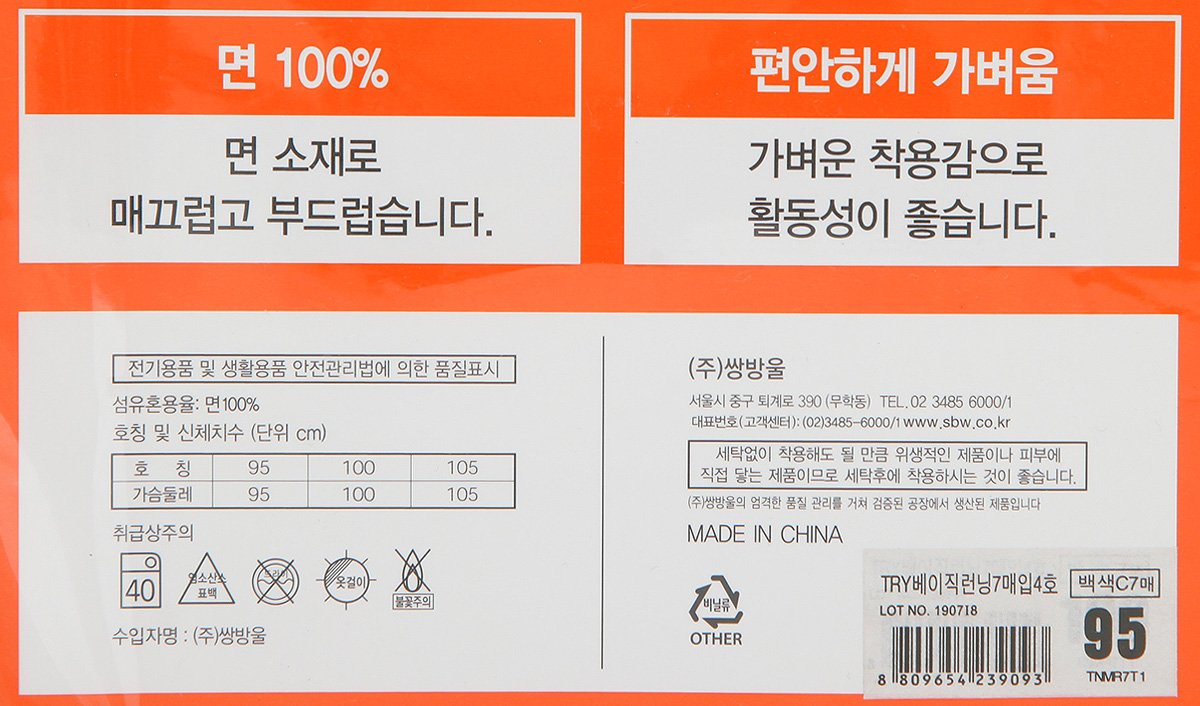 면 100%
면 소재로
매끄럽고 부드럽습니다.
편안하게 가벼움
가벼운 착용감으로
활동성이 좋습니다.
전기용품 및 생활용품 안전관리법에 의한 품질표시
섬유혼용율: 면100%
호칭 및 신체치수 (단위 cm)
호 칭 95 100 105
가슴둘레 95 100 105
취급상주의
40
염소산소
표백
드라이
옷걸이
불꽃주의
수입자명 : (주)쌍방울
(주)쌍방울
서울시 중구 퇴계로 390 (무학동) TEL. 02 3485 6000/1
대표번호(고객센터): (02)3485-6000/1 www.sbw.co.kr
세탁없이 착용해도 될 만큼 위생적인 제품이나 피부에
직접 닿는 제품이므로 세탁후에 착용하시는 것이 좋습니다.
(주)쌍방울의 엄격한 품질 관리를 거쳐 검증된 공장에서 생산된 제품입니다
MADE IN CHINA
비닐류
OTHER
TRY베이직런닝7매입4호 백색C7매
LOT NO. 190718
95
8 809654 239093
TNMR7T1